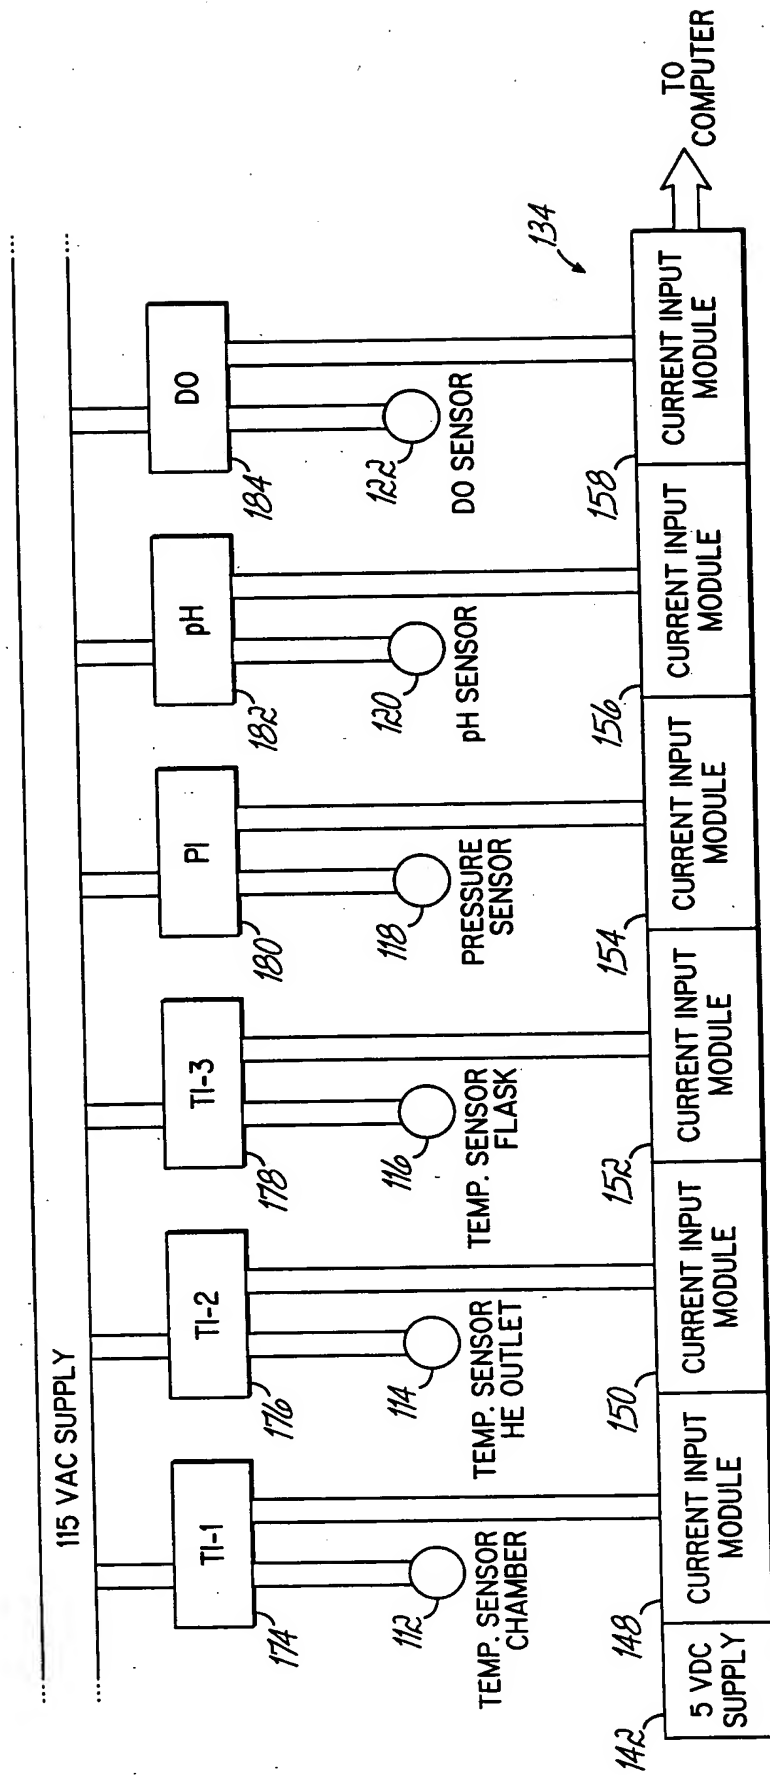 115 VAC SUPPLY
TI-1
TI-2
TI-3
PI
pH
DO
174
176
178
180
182
184
112
114
116
118
120
122
TEMP. SENSOR
CHAMBER
TEMP. SENSOR
HE OUTLET
TEMP. SENSOR
FLASK
PRESSURE
SENSOR
pH SENSOR
DO SENSOR
134
142
148
150
152
154
156
158
5 VDC
SUPPLY
CURRENT INPUT
MODULE
CURRENT INPUT
MODULE
CURRENT INPUT
MODULE
CURRENT INPUT
MODULE
CURRENT INPUT
MODULE
CURRENT INPUT
MODULE
TO
COMPUTER